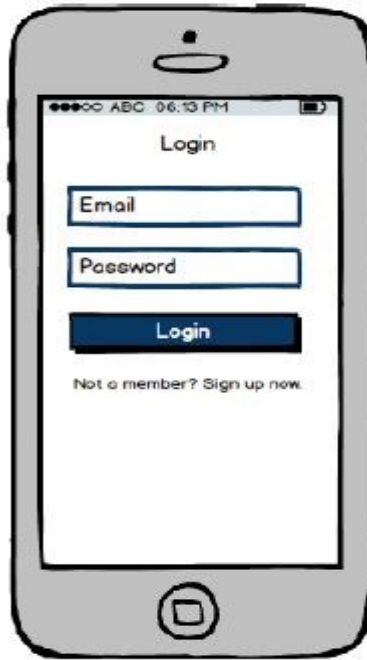 ABC 06:13 PM
Login
Email
Password
Login
Not a member? Sign up now.